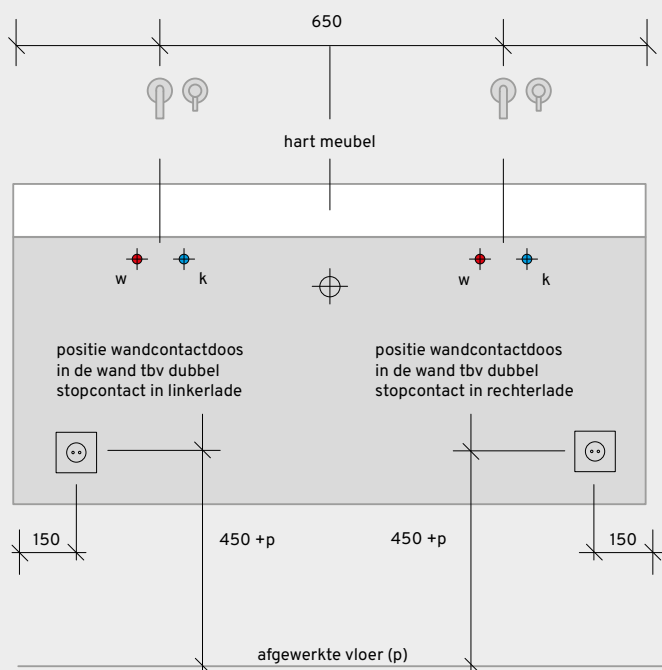 650
hart meubel
w k w k
positie wandcontactdoos
in de wand tbv dubbel
stopcontact in linkerlade
positie wandcontactdoos
in de wand tbv dubbel
stopcontact in rechterlade
150 450 +p 450 +p 150
afgewerkte vloer (p)